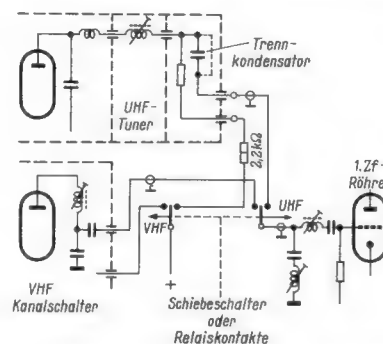 Trenn-
kondensator
UHF-
Tuner
2,2kΩ
1.Zf-
Röhre
VHF
UHF
VHF
Kanalschalter
+
Schiebeschalter
oder
Relaiskontakte